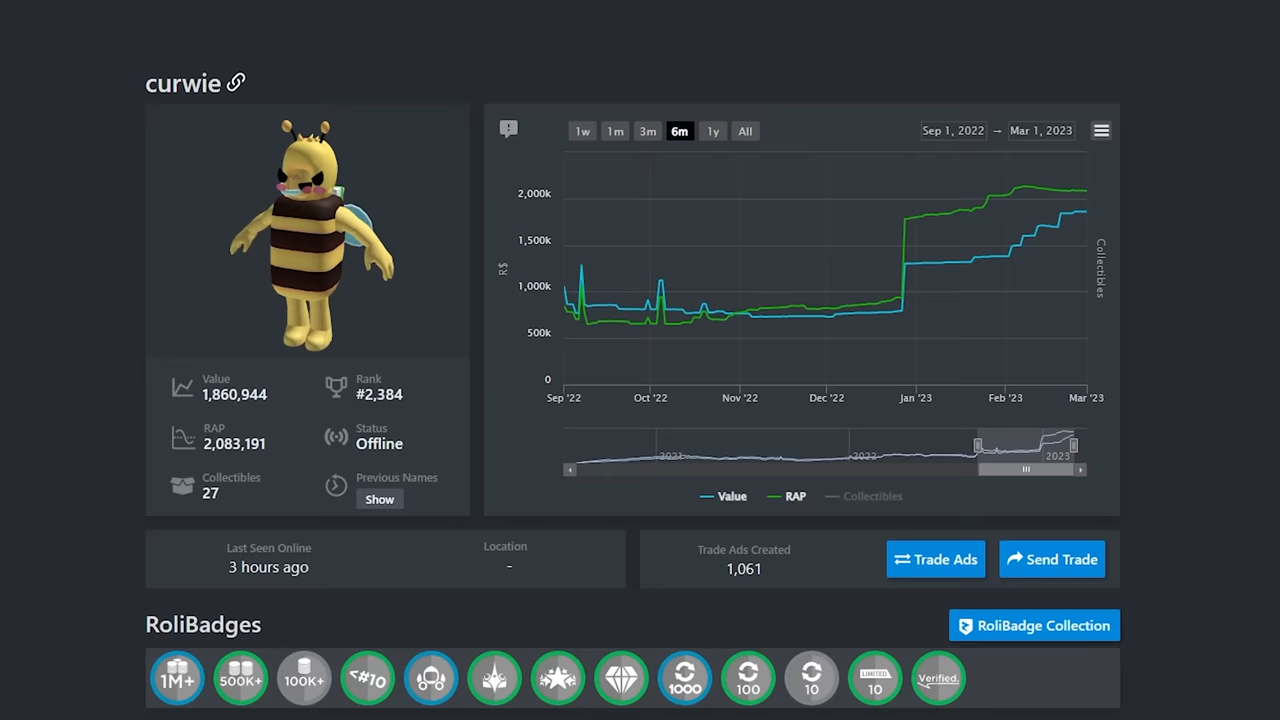 curwie
1w 1m 3m 6m 1y All
Sep 1, 2022 → Mar 1, 2023
2,000k
1,500k
1,000k
500k
0
R$
Collectibles
Sep '22 Oct '22 Nov '22 Dec '22 Jan '23 Feb '23 Mar '23
2021 2022 2023
Value RAP Collectibles
Value
1,860,944
Rank
#2,384
RAP
2,083,191
Status
Offline
Collectibles
27
Previous Names
Show
Last Seen Online
3 hours ago
Location
-
Trade Ads Created
1,061
Trade Ads
Send Trade
RoliBadges
RoliBadge Collection
1M+
500K+
100K+
<#10
1000
100
10
LIMITED
10
Verified.